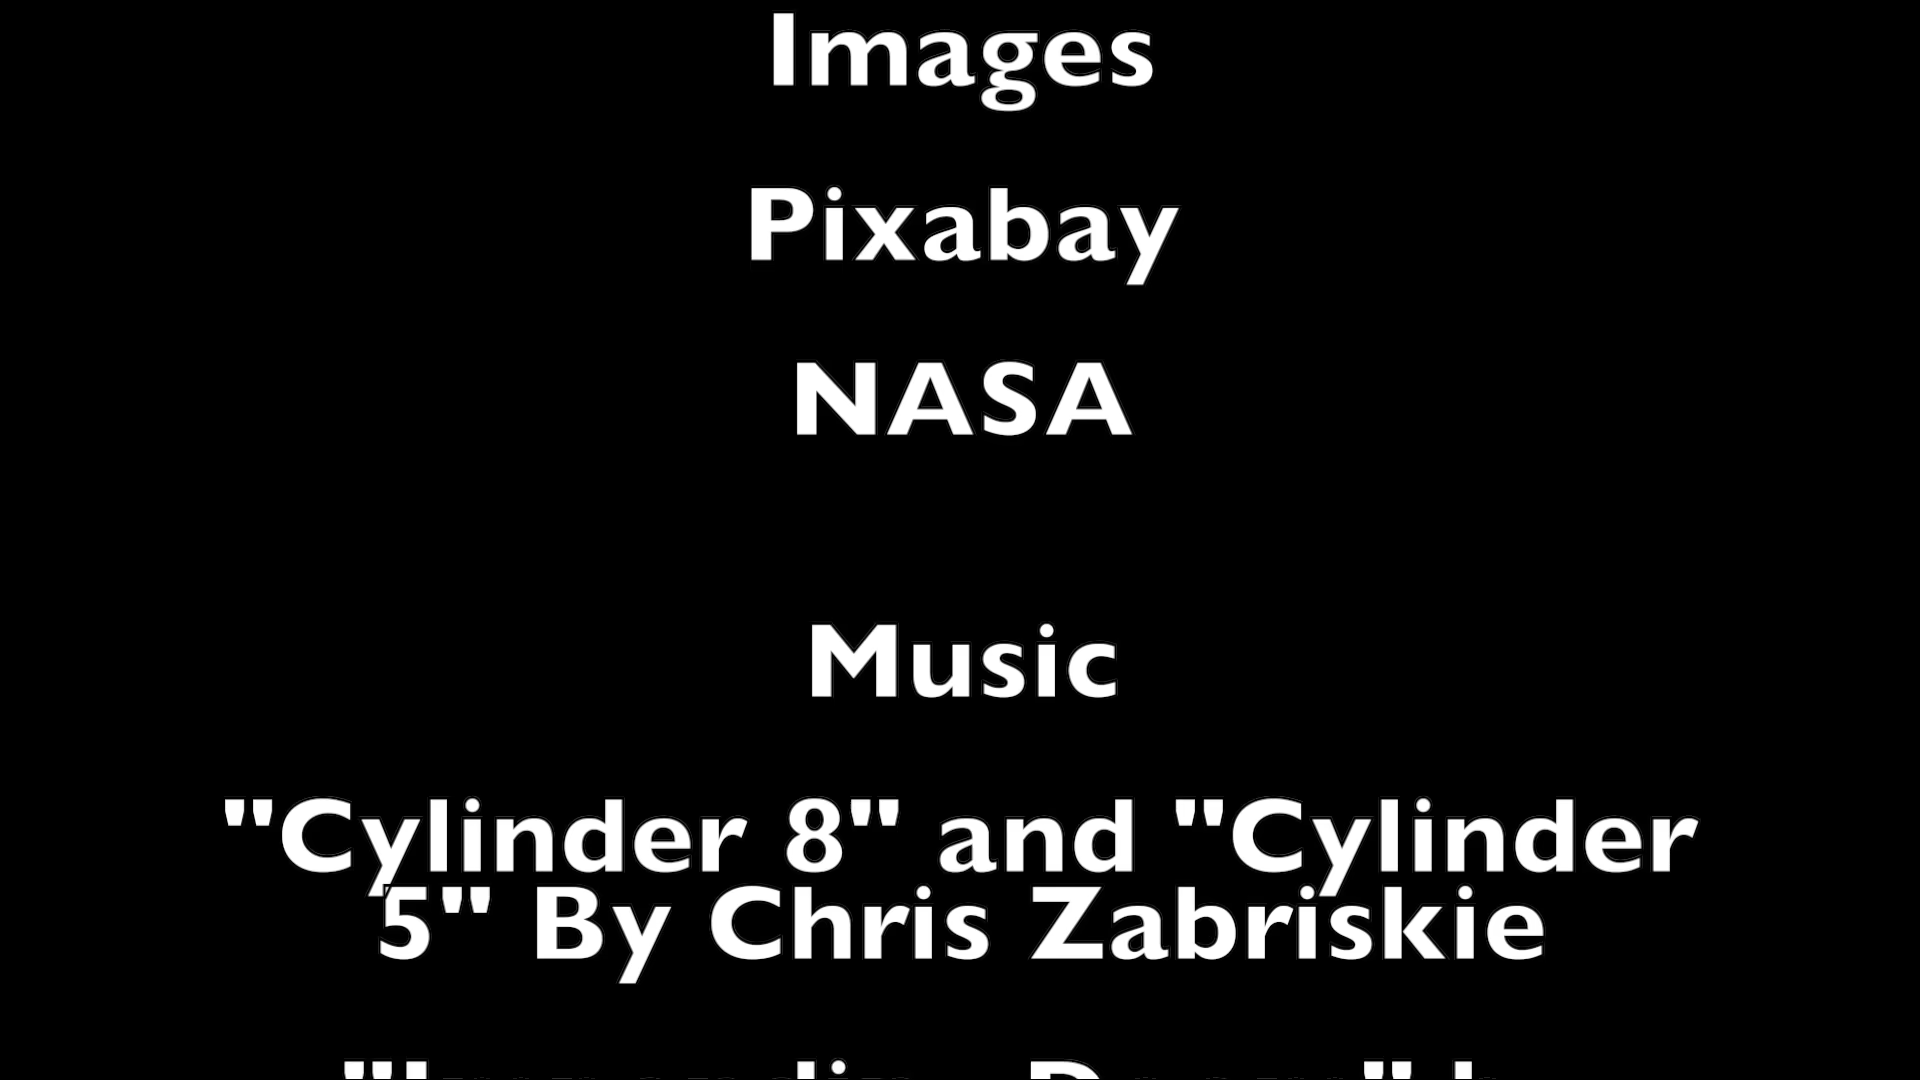 Images
Pixabay
NASA
Music
"Cylinder 8" and "Cylinder
5" By Chris Zabriskie